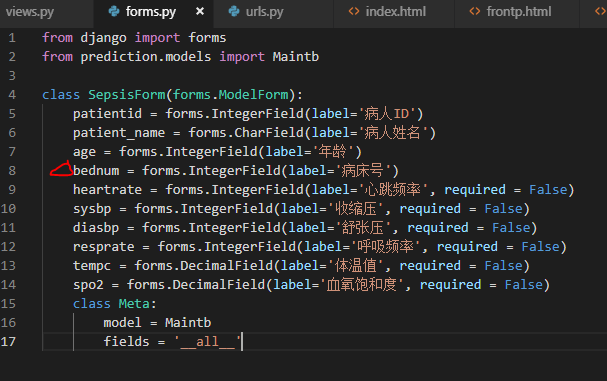 views.py forms.py × urls.py <> index.html <> frontp.html <>
1 from django import forms
2 from prediction.models import Maintb
3
4 class SepsisForm(forms.ModelForm):
5 patientid = forms.IntegerField(label='病人ID')
6 patient_name = forms.CharField(label='病人姓名')
7 age = forms.IntegerField(label='年龄')
8 bednum = forms.IntegerField(label='病床号')
9 heartrate = forms.IntegerField(label='心跳频率', required = False)
10 sysbp = forms.IntegerField(label='收缩压', required = False)
11 diasbp = forms.IntegerField(label='舒张压', required = False)
12 resprate = forms.IntegerField(label='呼吸频率', required = False)
13 tempc = forms.DecimalField(label='体温值', required = False)
14 spo2 = forms.DecimalField(label='血氧饱和度', required = False)
15 class Meta:
16 model = Maintb
17 fields = '__all__'